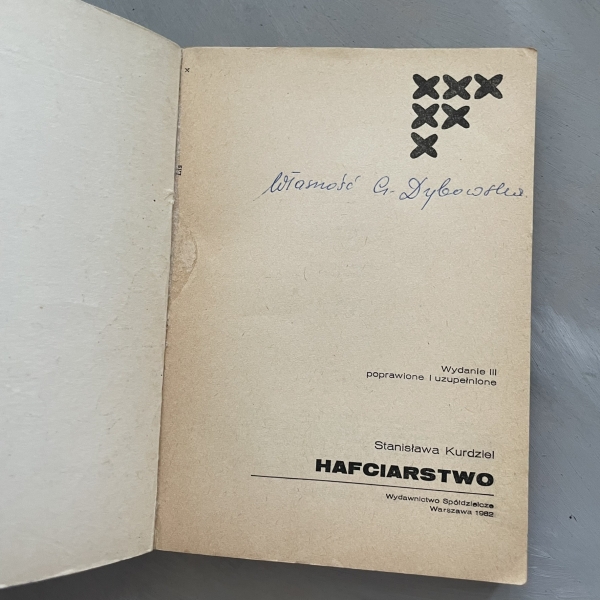 Własność G. Dybowska.
Wydanie III
poprawione i uzupełnione
Stanisława Kurdziel
HAFCIARSTWO
Wydawnictwo Spółdzielcze
Warszawa 1982